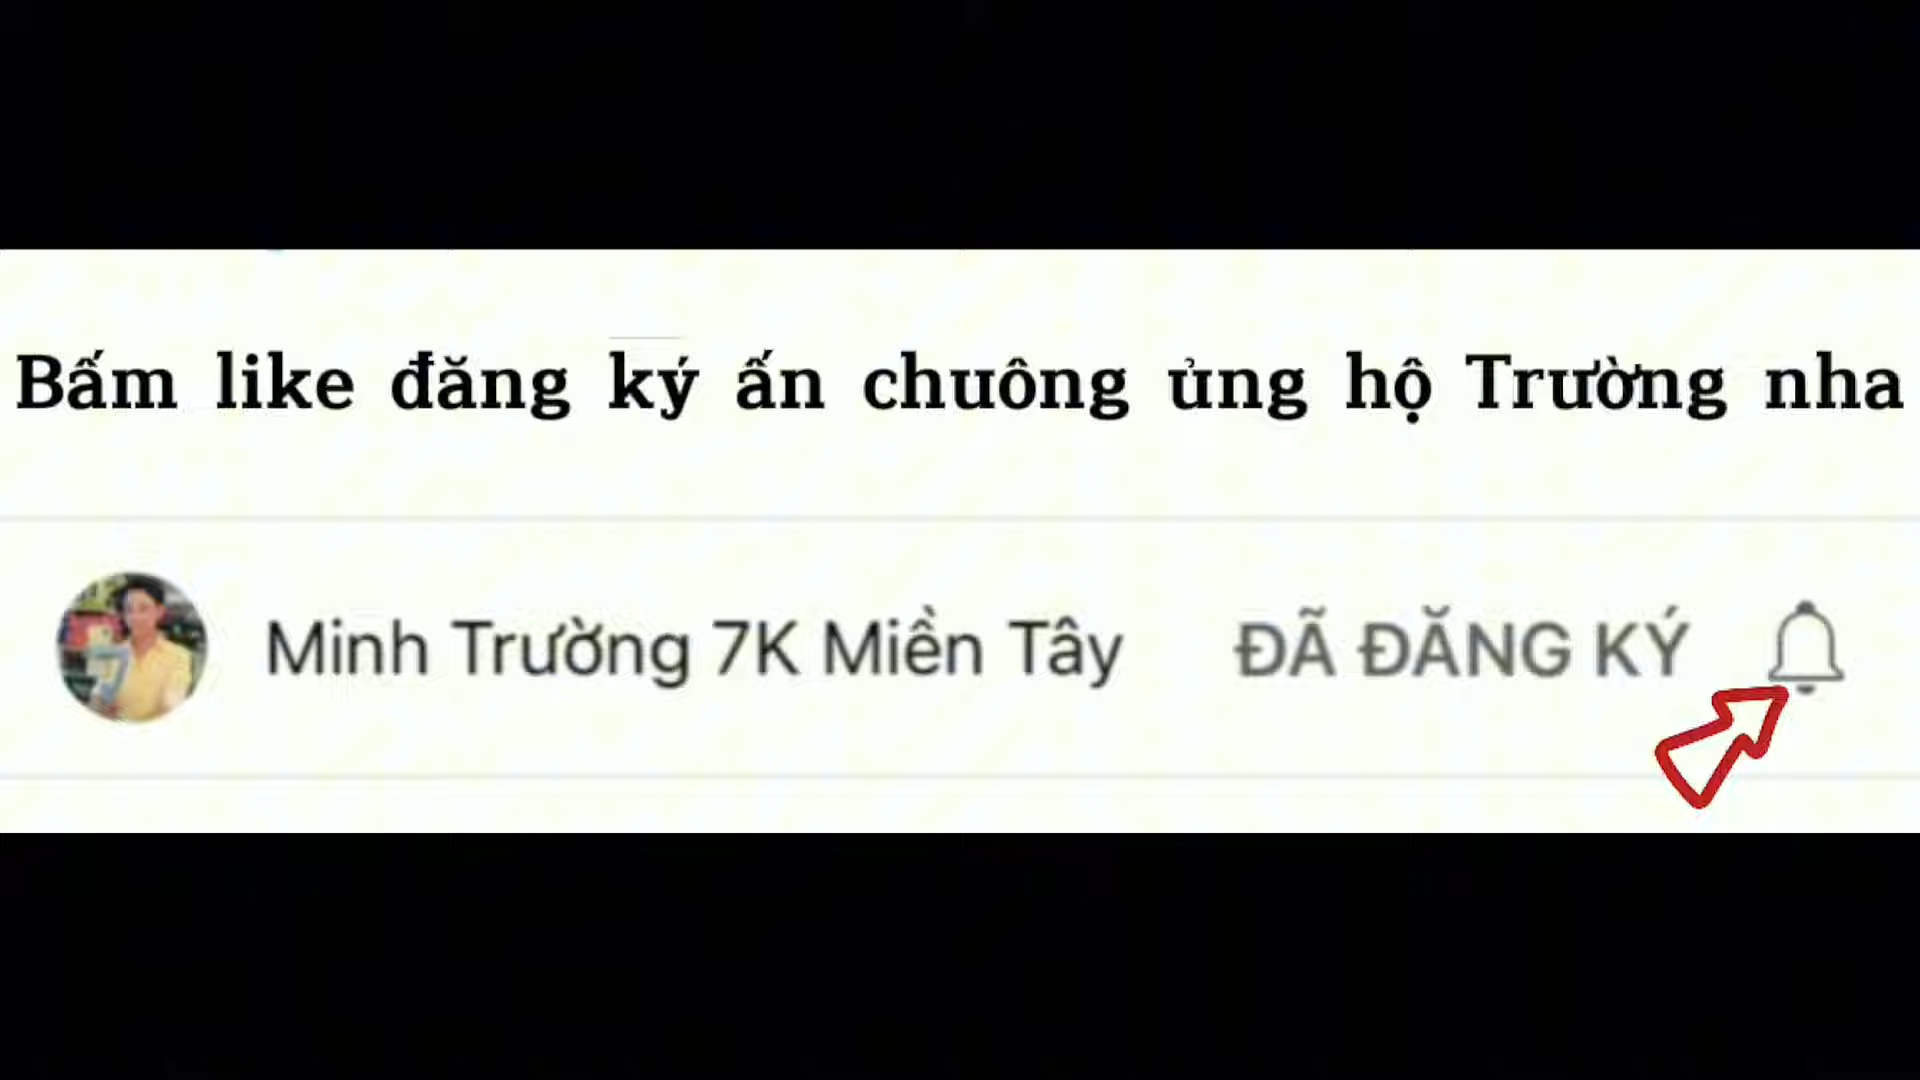 Bấm like đăng ký ấn chuông ủng hộ Trường nha
Minh Trường 7K Miền Tây ĐÃ ĐĂNG KÝ